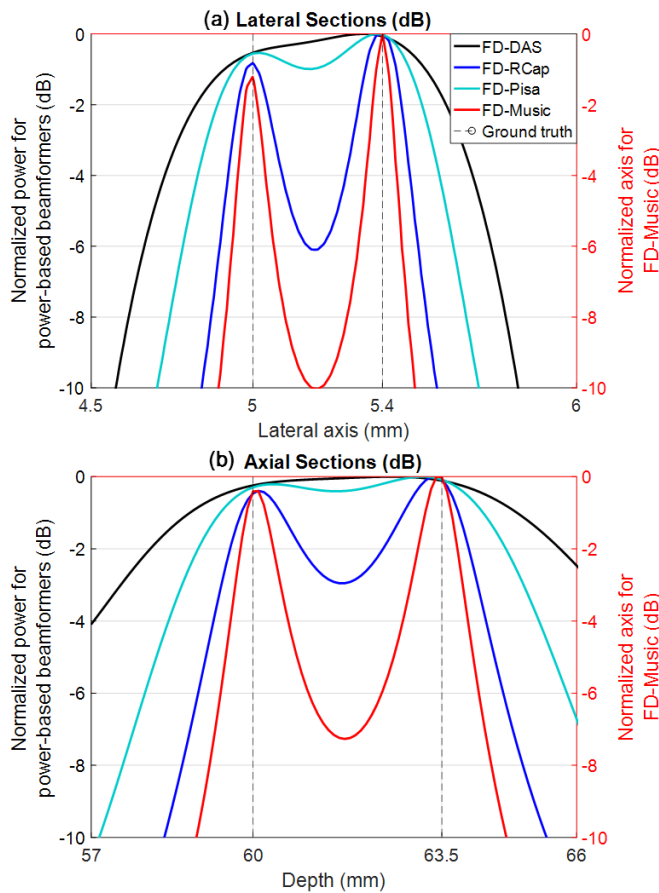 (a) Lateral Sections (dB)
Normalized power for
power-based beamformers (dB)
0
-2
-4
-6
-8
-10
4.5
5
5.4
6
Lateral axis (mm)
0
-2
-4
-6
-8
-10
Normalized axis for
FD-Music (dB)
FD-DAS
FD-RCap
FD-Pisa
FD-Music
Ground truth
(b) Axial Sections (dB)
Normalized power for
power-based beamformers (dB)
0
-2
-4
-6
-8
-10
57
60
63.5
66
Depth (mm)
0
-2
-4
-6
-8
-10
Normalized axis for
FD-Music (dB)